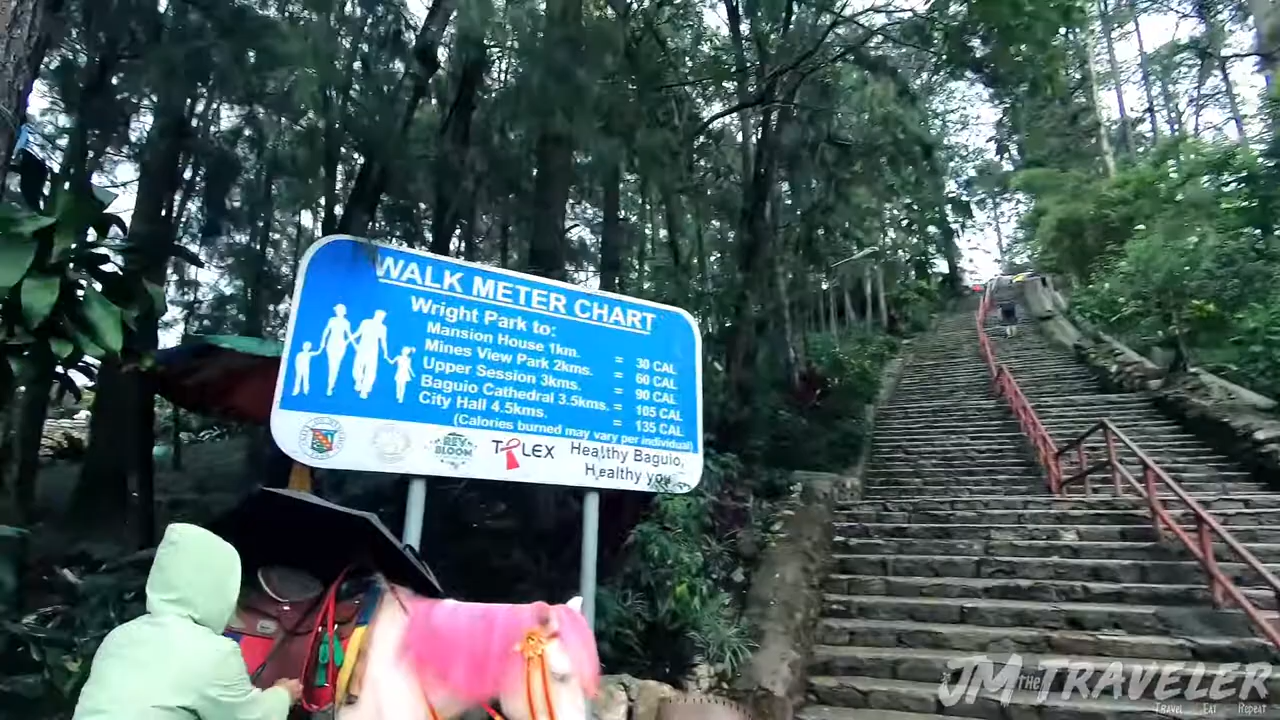 WALK METER CHART
Wright Park to:
Mansion House 1km. = 30 CAL
Mines View Park 2kms. = 60 CAL
Upper Session 3kms. = 90 CAL
Baguio Cathedral 3.5kms. = 105 CAL
City Hall 4.5kms. = 135 CAL
(Calories burned may vary per individual)
REV BLOOM
TPLEX
Healthy Baguio,
Healthy you
JM the TRAVELER
Travel Eat Repeat